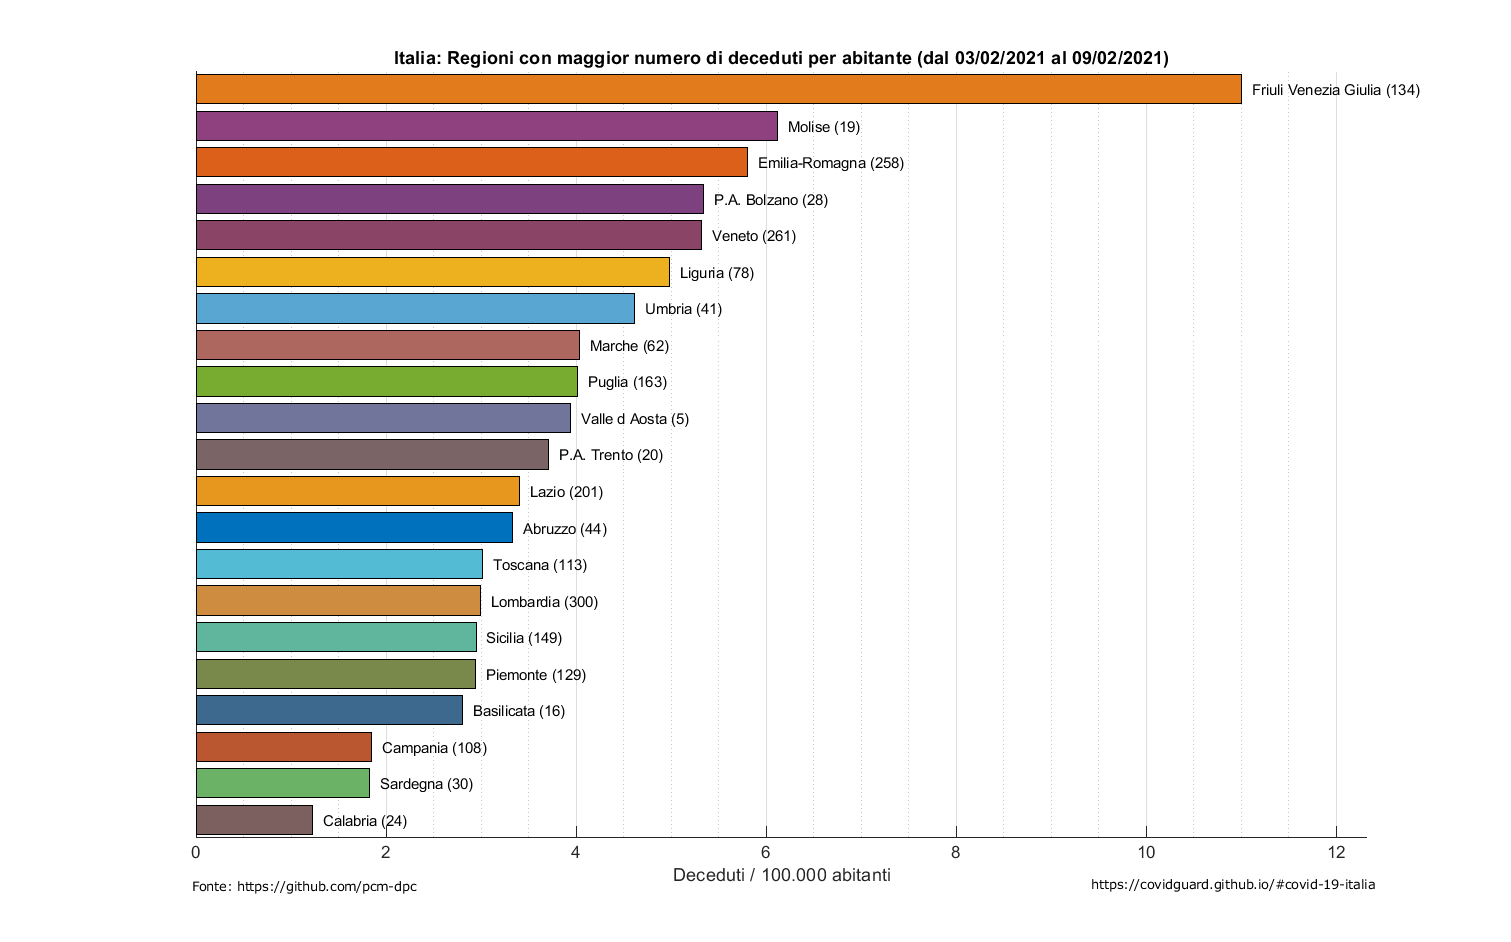 Italia: Regioni con maggior numero di deceduti per abitante (dal 03/02/2021 al 09/02/2021)
Friuli Venezia Giulia (134)
Molise (19)
Emilia-Romagna (258)
P.A. Bolzano (28)
Veneto (261)
Liguria (78)
Umbria (41)
Marche (62)
Puglia (163)
Valle d Aosta (5)
P.A. Trento (20)
Lazio (201)
Abruzzo (44)
Toscana (113)
Lombardia (300)
Sicilia (149)
Piemonte (129)
Basilicata (16)
Campania (108)
Sardegna (30)
Calabria (24)
0 2 4 6 8 10 12
Deceduti / 100.000 abitanti
Fonte: https://github.com/pcm-dpc
https://covidguard.github.io/#covid-19-italia